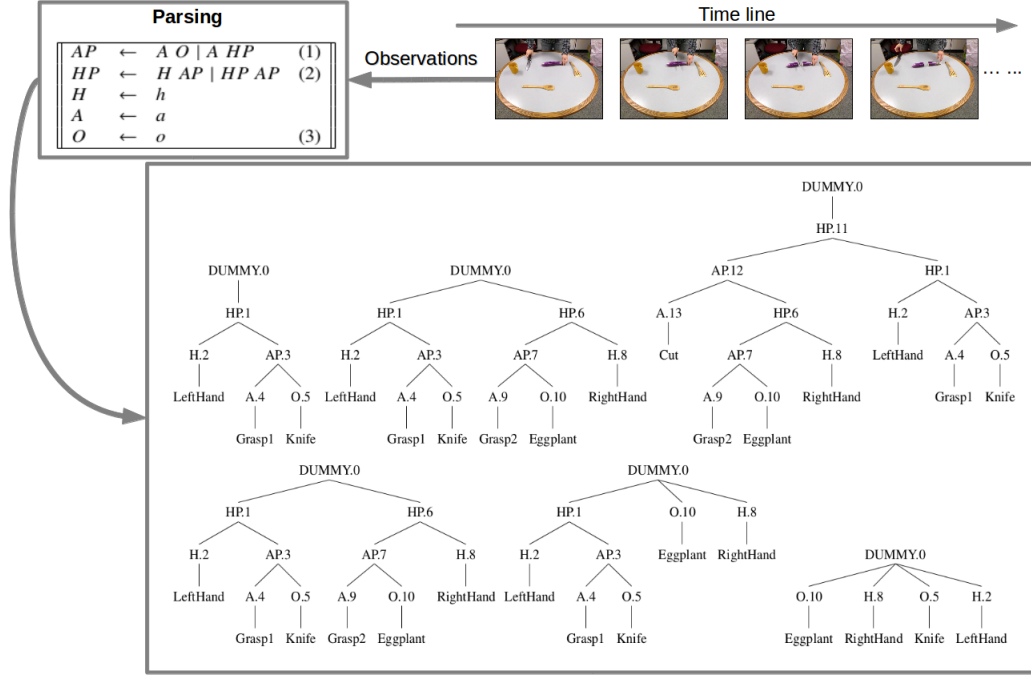 Parsing
AP ← A O | A HP (1)
HP ← H AP | HP AP (2)
H ← h
A ← a
O ← o (3)
Observations
Time line
... ...
DUMMY.0
HP.1
H.2 AP.3
LeftHand A.4 O.5
Grasp1 Knife
DUMMY.0
HP.1 HP.6
H.2 AP.3 AP.7 H.8
LeftHand A.4 O.5 A.9 O.10 RightHand
Grasp1 Knife Grasp2 Eggplant
DUMMY.0
HP.11
AP.12 HP.1
A.13 HP.6 H.2 AP.3
Cut AP.7 H.8 LeftHand A.4 O.5
A.9 O.10 RightHand Grasp1 Knife
Grasp2 Eggplant
DUMMY.0
HP.1 HP.6
H.2 AP.3 AP.7 H.8
LeftHand A.4 O.5 A.9 O.10 RightHand
Grasp1 Knife Grasp2 Eggplant
DUMMY.0
HP.1 O.10 H.8
H.2 AP.3 Eggplant RightHand
LeftHand A.4 O.5
Grasp1 Knife
DUMMY.0
O.10 H.8 O.5 H.2
Eggplant RightHand Knife LeftHand